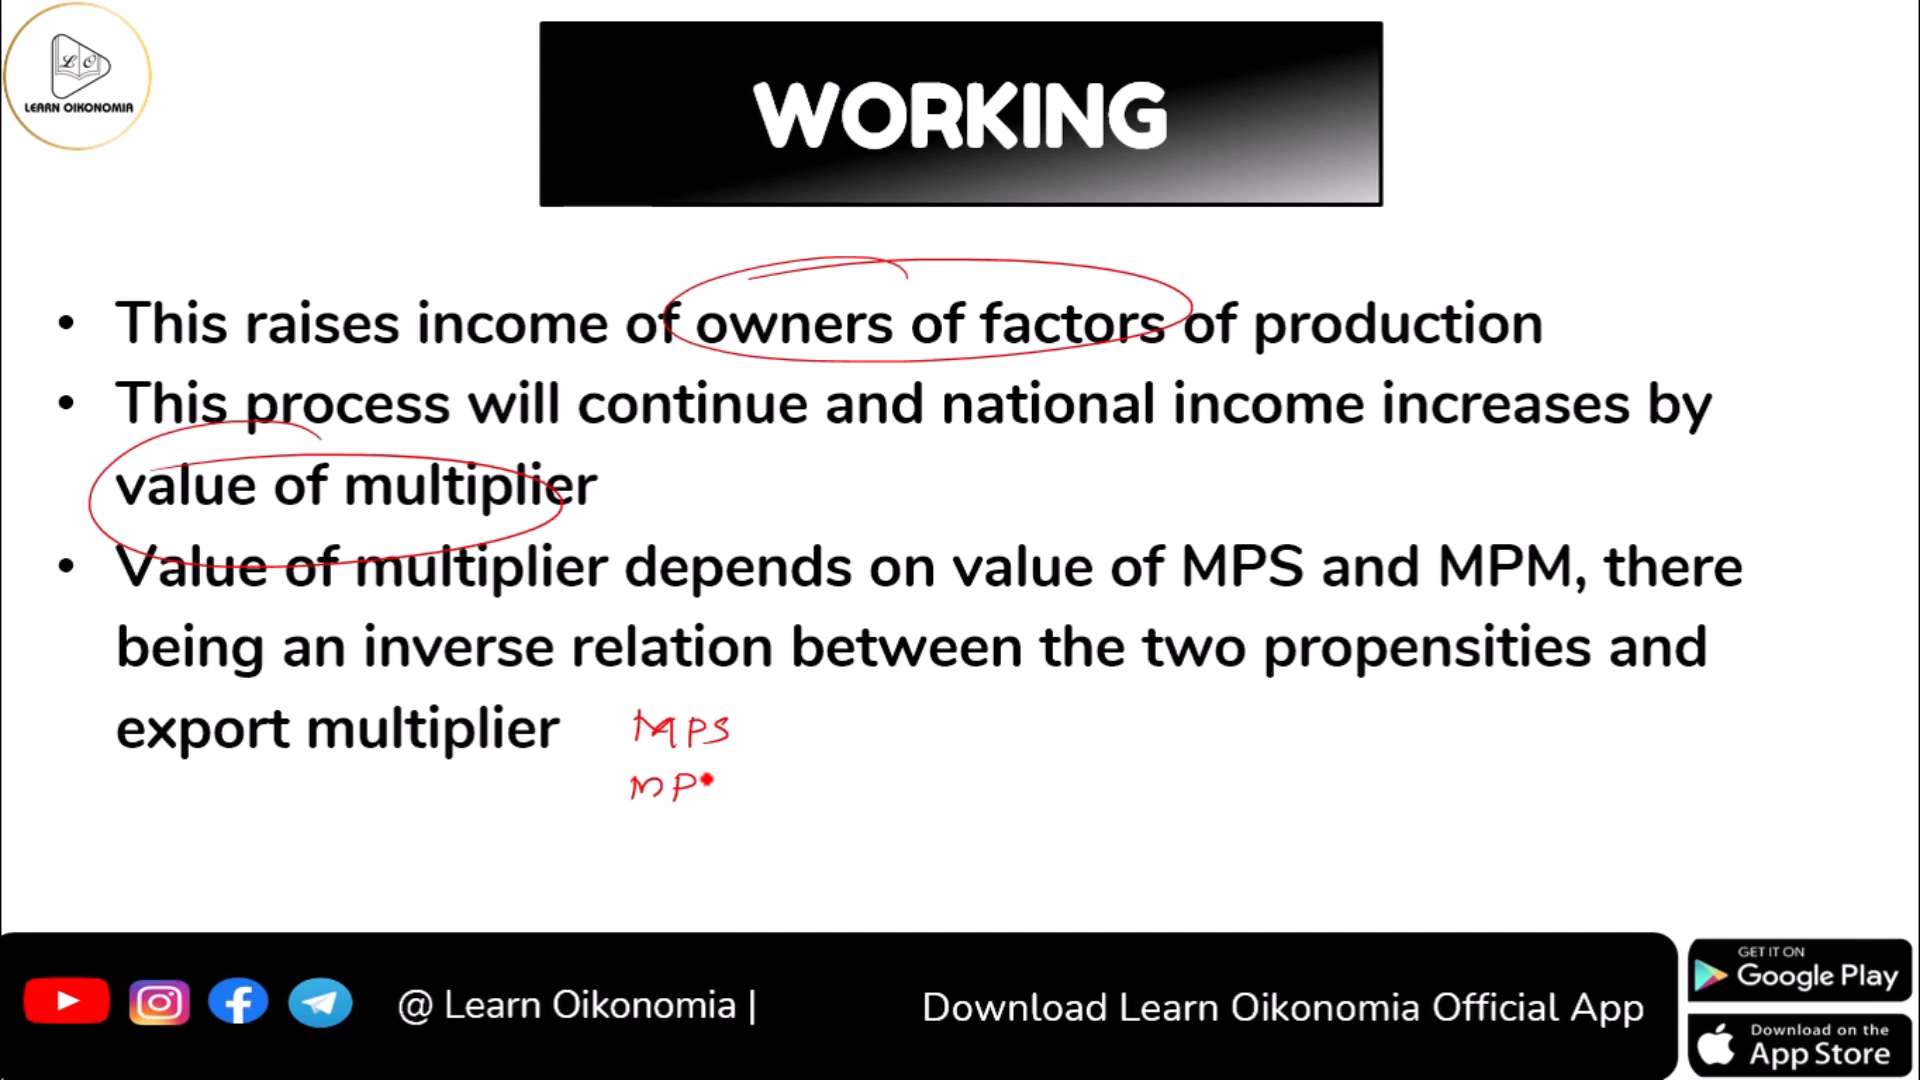 LO
LEARN OIKONOMIA
WORKING
• This raises income of owners of factors of production
• This process will continue and national income increases by
value of multiplier
• Value of multiplier depends on value of MPS and MPM, there
being an inverse relation between the two propensities and
export multiplier
MPS
MP
@ Learn Oikonomia |
Download Learn Oikonomia Official App
GET IT ON
Google Play
Download on the
App Store